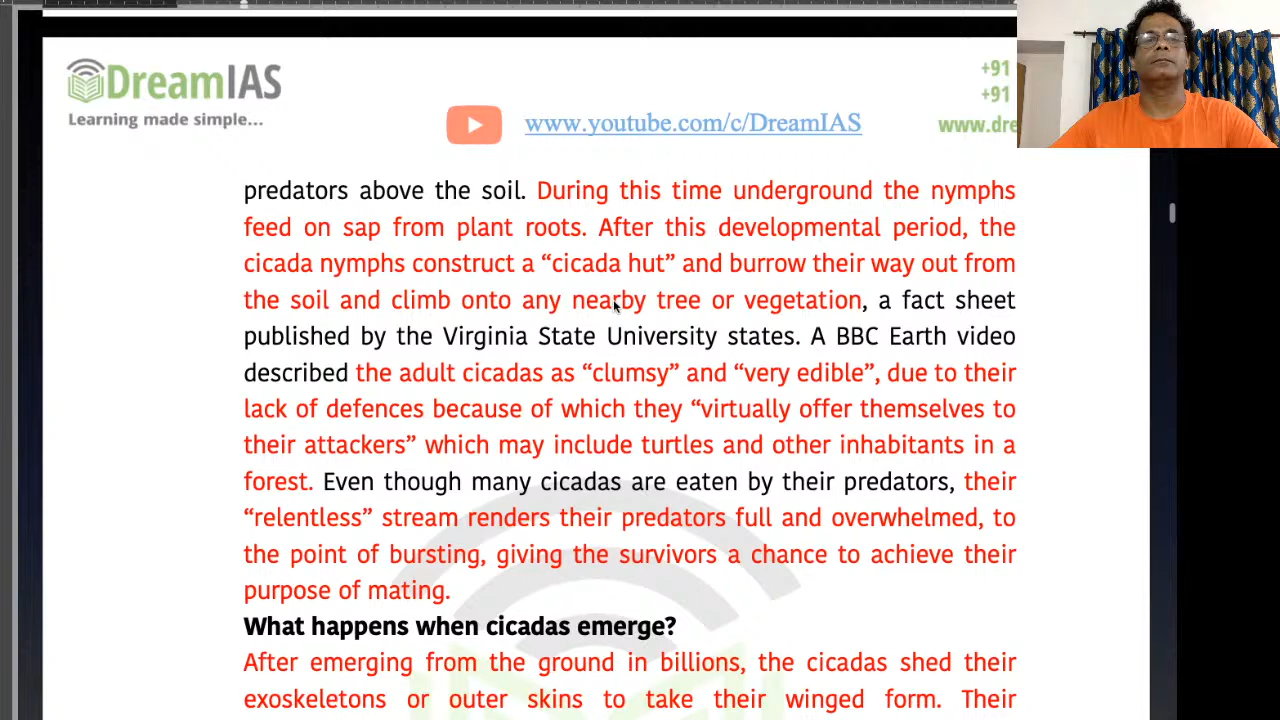 DreamIAS
Learning made simple...
www.youtube.com/c/DreamIAS
+91
+91
www.dre
predators above the soil. During this time underground the nymphs
feed on sap from plant roots. After this developmental period, the
cicada nymphs construct a “cicada hut” and burrow their way out from
the soil and climb onto any nearby tree or vegetation, a fact sheet
published by the Virginia State University states. A BBC Earth video
described the adult cicadas as “clumsy” and “very edible”, due to their
lack of defences because of which they “virtually offer themselves to
their attackers” which may include turtles and other inhabitants in a
forest. Even though many cicadas are eaten by their predators, their
“relentless” stream renders their predators full and overwhelmed, to
the point of bursting, giving the survivors a chance to achieve their
purpose of mating.
What happens when cicadas emerge?
After emerging from the ground in billions, the cicadas shed their
exoskeletons or outer skins to take their winged form. Their